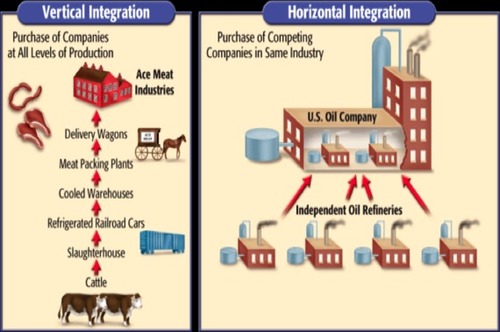 Vertical Integration
Purchase of Companies
at All Levels of Production
Ace Meat
Industries
Delivery Wagons
Meat Packing Plants
Cooled Warehouses
Refrigerated Railroad Cars
Slaughterhouse
Cattle
Horizontal Integration
Purchase of Competing
Companies in Same Industry
U.S. Oil Company
Independent Oil Refineries